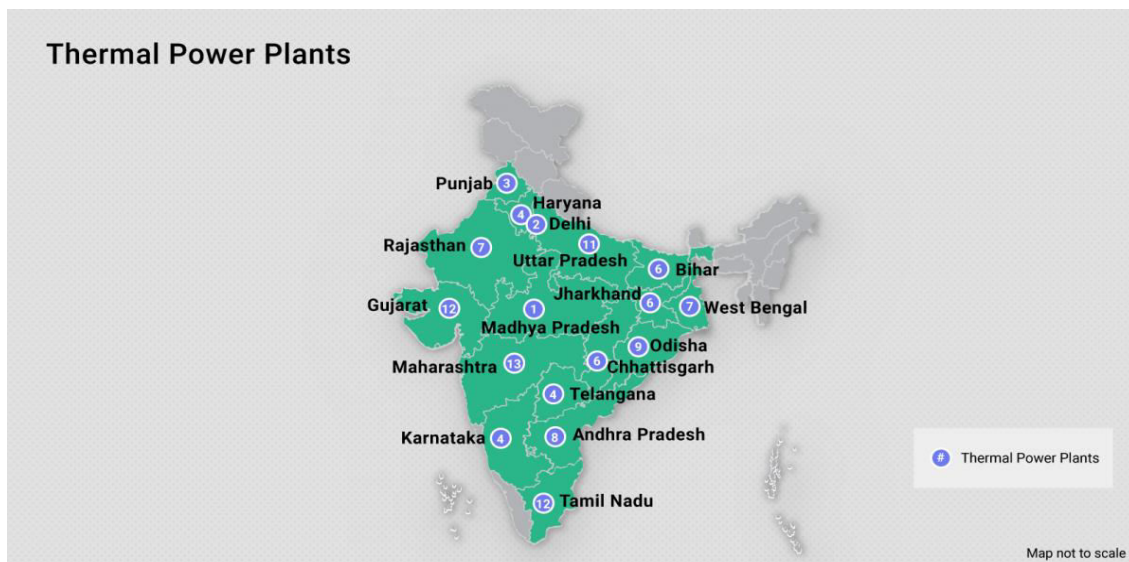 Thermal Power Plants
Punjab 3
Haryana
4
2 Delhi
Rajasthan 7
11
Uttar Pradesh
6 Bihar
Jharkhand
6
7 West Bengal
Gujarat 12
1
Madhya Pradesh
9 Odisha
Maharashtra 13
6 Chhattisgarh
4 Telangana
Karnataka 4
8 Andhra Pradesh
# Thermal Power Plants
12 Tamil Nadu
Map not to scale